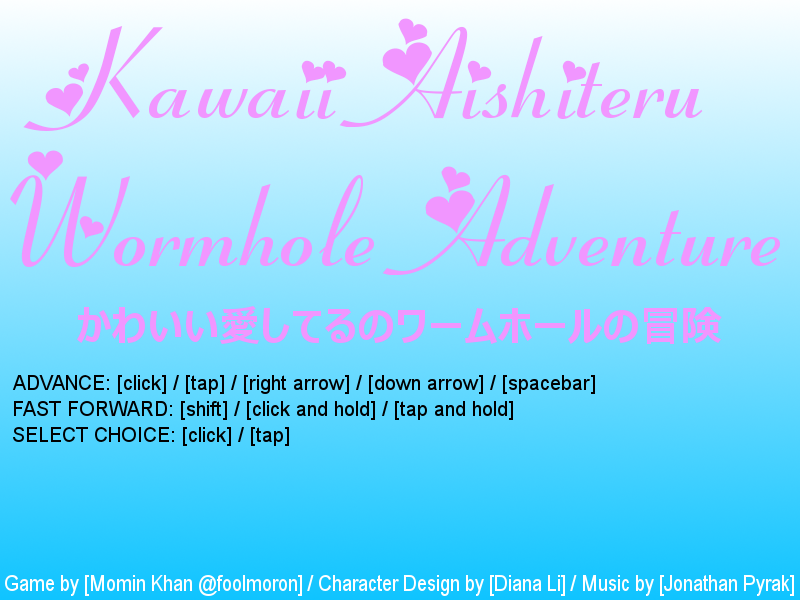 Kawaii Aishiteru
Wormhole Adventure
かわいい愛してるのワームホールの冒険
ADVANCE: [click] / [tap] / [right arrow] / [down arrow] / [spacebar]
FAST FORWARD: [shift] / [click and hold] / [tap and hold]
SELECT CHOICE: [click] / [tap]
Game by [Momin Khan @foolmoron] / Character Design by [Diana Li] / Music by [Jonathan Pyrak]